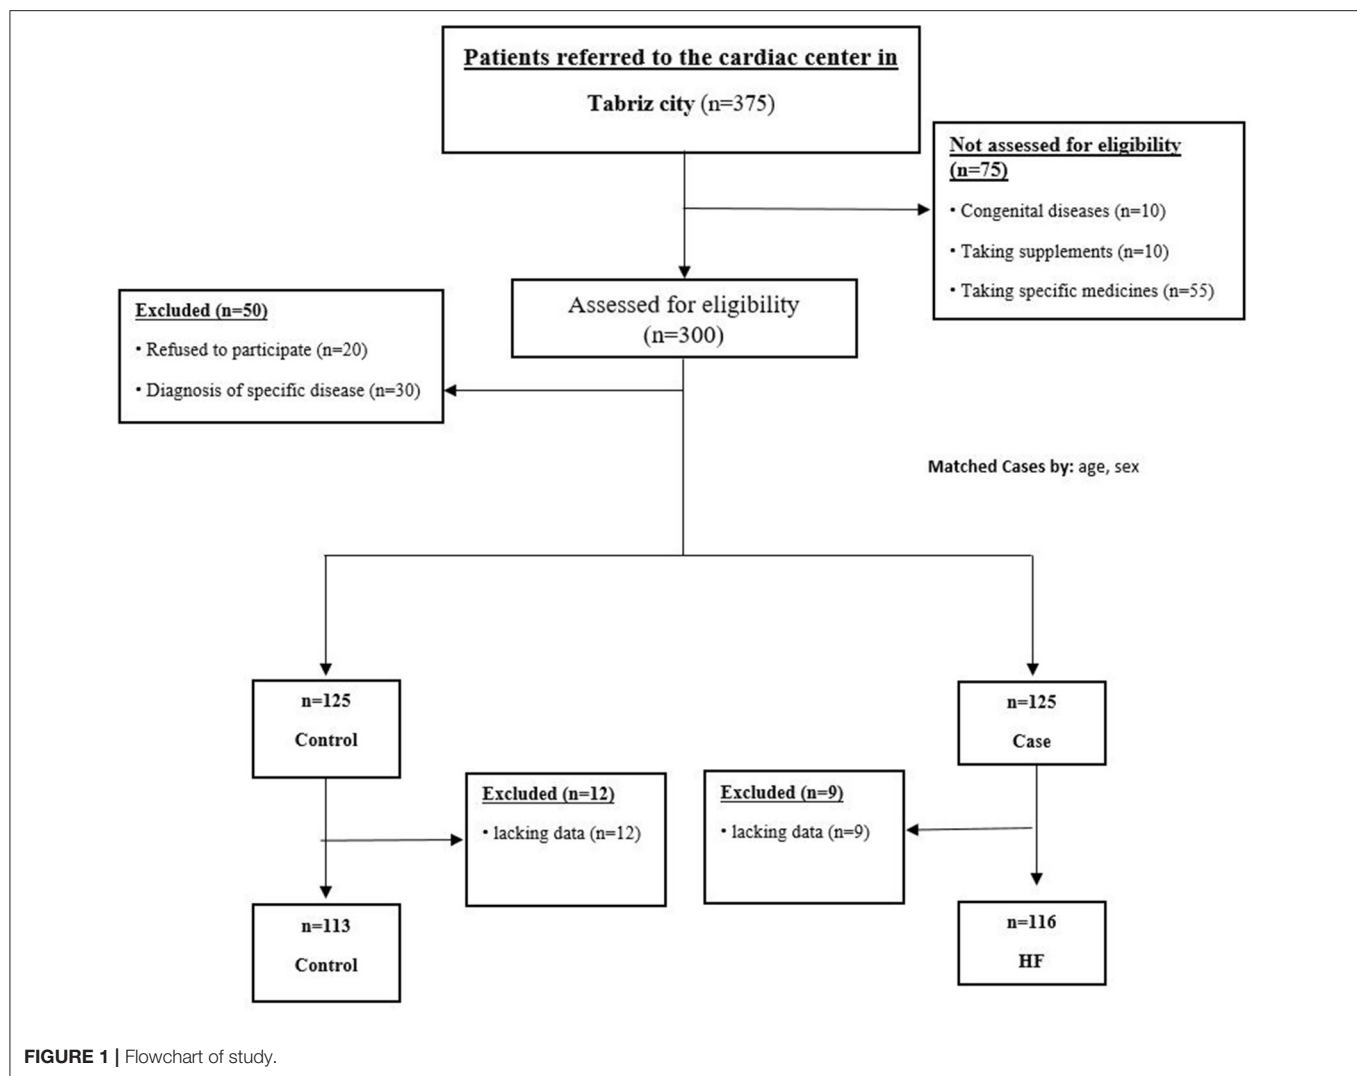 Patients referred to the cardiac center in
Tabriz city (n=375)
Not assessed for eligibility
(n=75)
• Congenital diseases (n=10)
• Taking supplements (n=10)
• Taking specific medicines (n=55)
Assessed for eligibility
(n=300)
Excluded (n=50)
• Refused to participate (n=20)
• Diagnosis of specific disease (n=30)
Matched Cases by: age, sex
n=125
Control
n=125
Case
Excluded (n=12)
• lacking data (n=12)
Excluded (n=9)
• lacking data (n=9)
n=113
Control
n=116
HF
FIGURE 1 | Flowchart of study.